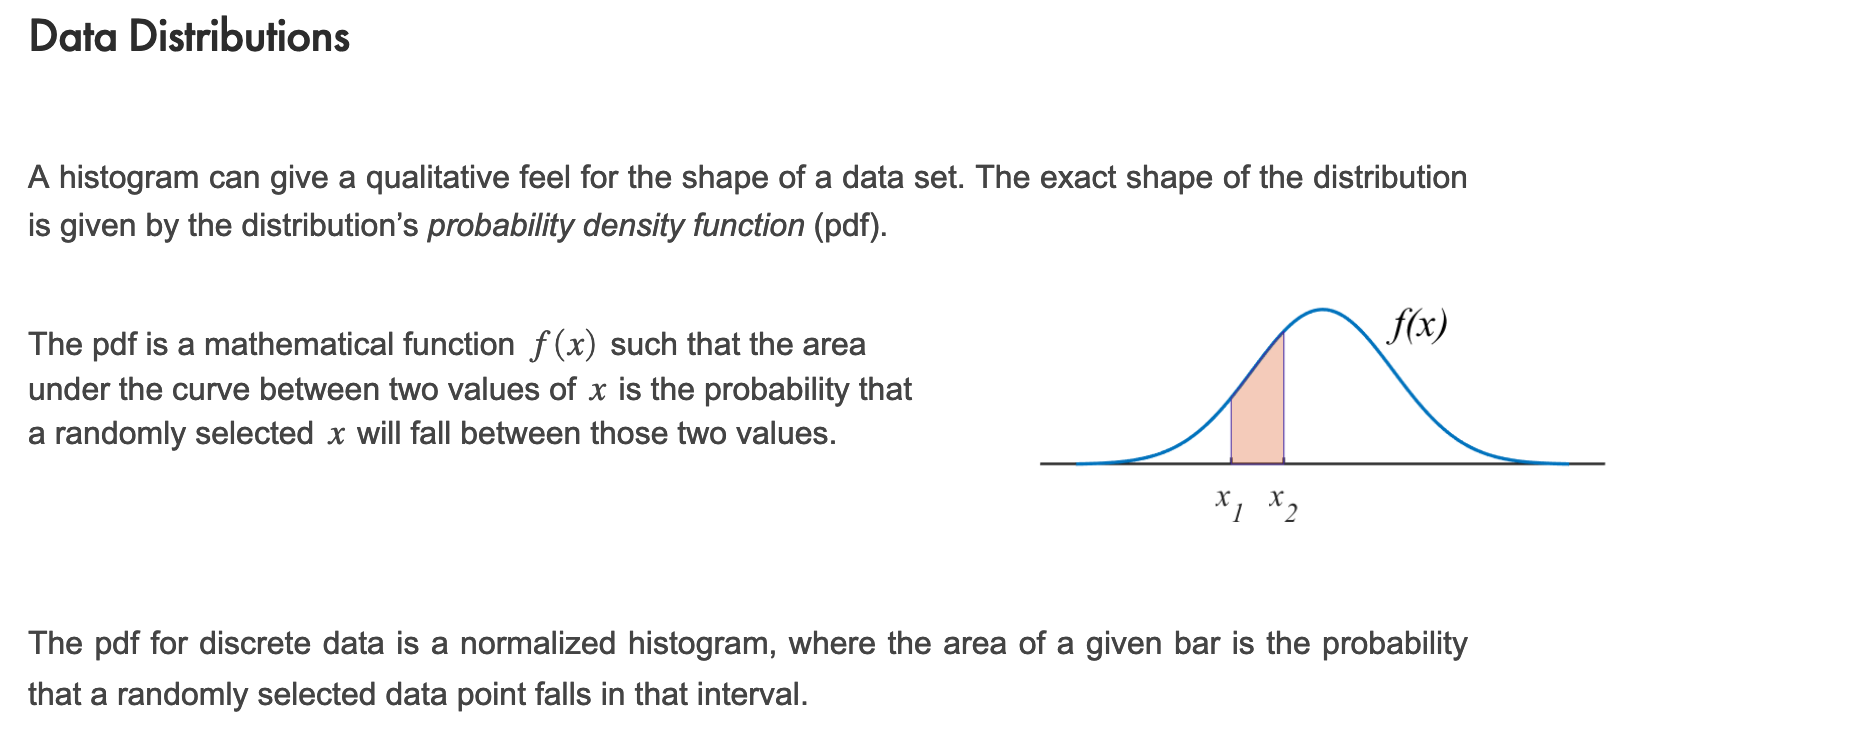 Data Distributions
A histogram can give a qualitative feel for the shape of a data set. The exact shape of the distribution
is given by the distribution’s probability density function (pdf).
The pdf is a mathematical function f(x) such that the area
under the curve between two values of x is the probability that
a randomly selected x will fall between those two values.
f(x)
x1 x2
The pdf for discrete data is a normalized histogram, where the area of a given bar is the probability
that a randomly selected data point falls in that interval.